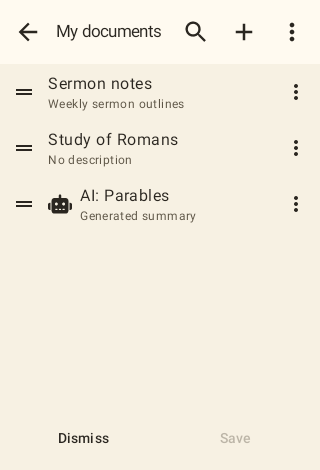 My documents
Sermon notes
Weekly sermon outlines
Study of Romans
No description
AI: Parables
Generated summary
Dismiss
Save